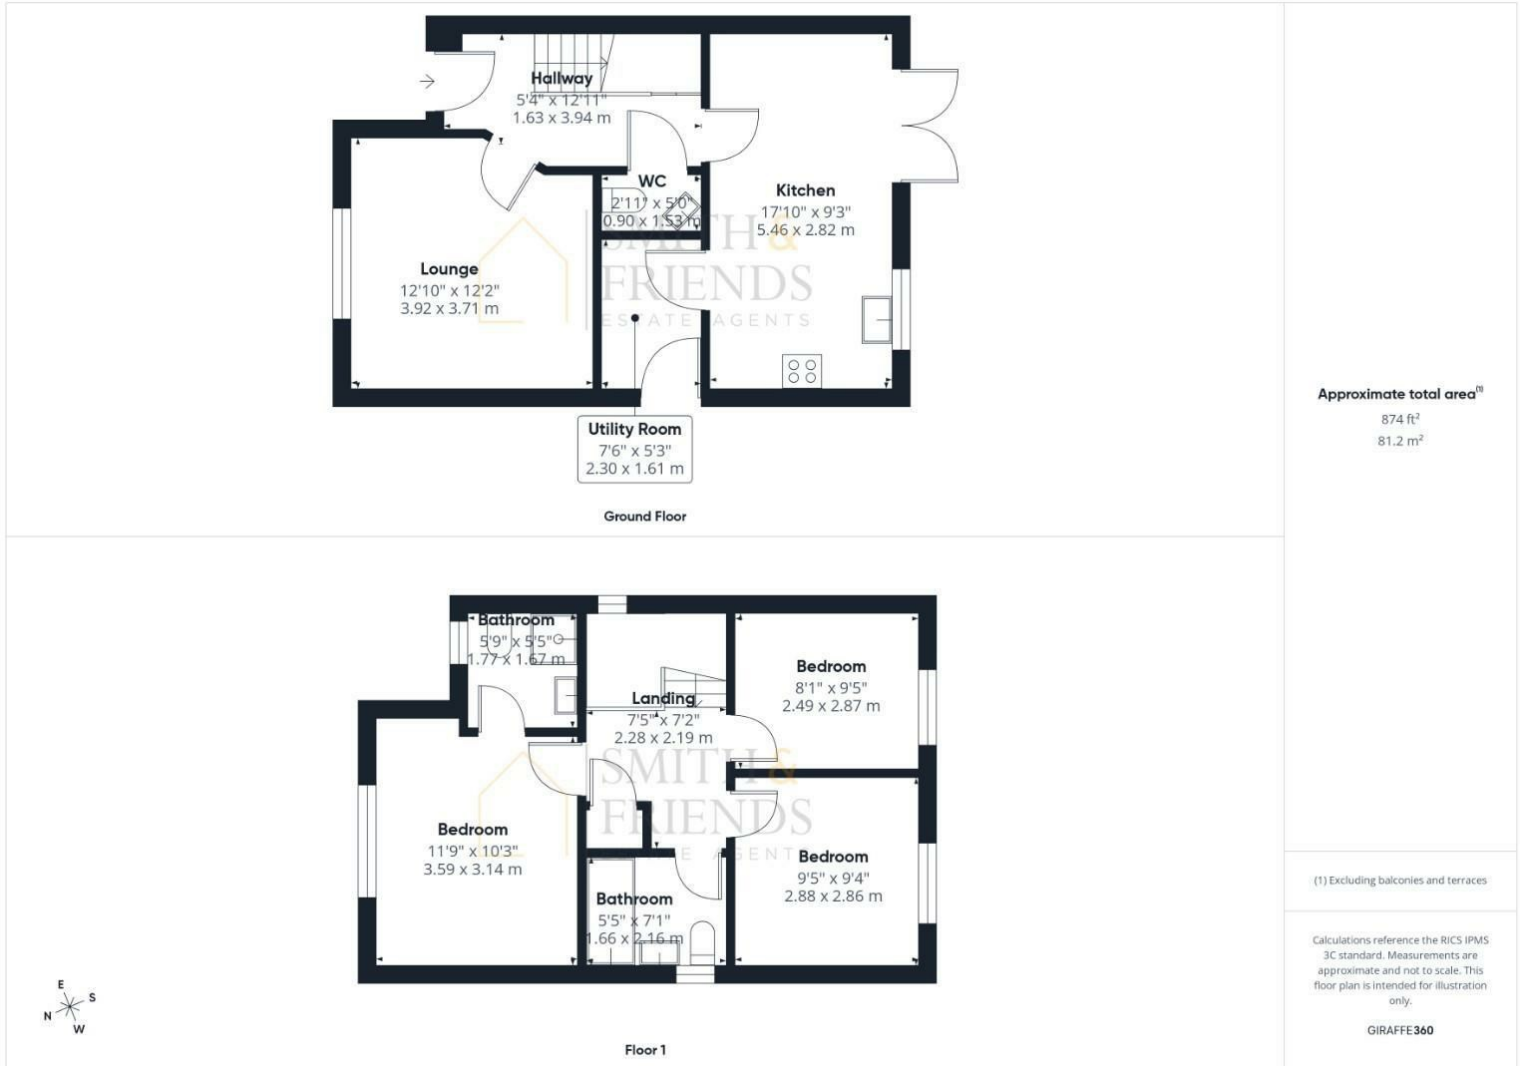 Hallway
5'4" x 12'11"
1.63 x 3.94 m
WC
2'11" x 5'0"
0.90 x 1.53 m
Kitchen
17'10" x 9'3"
5.46 x 2.82 m
Lounge
12'10" x 12'2"
3.92 x 3.71 m
SMITH &
FRIENDS
ESTATE AGENTS
Utility Room
7'6" x 5'3"
2.30 x 1.61 m
Ground Floor
Approximate total area(1)
874 ft²
81.2 m²
Bathroom
5'9" x 5'5"
1.77 x 1.67 m
Landing
7'5" x 7'2"
2.28 x 2.19 m
Bedroom
8'1" x 9'5"
2.49 x 2.87 m
SMITH &
FRIENDS
AGENTS
Bedroom
11'9" x 10'3"
3.59 x 3.14 m
Bedroom
9'5" x 9'4"
2.88 x 2.86 m
Bathroom
5'5" x 7'1"
1.66 x 2.16 m
E
S
N
W
Floor 1
(1) Excluding balconies and terraces
Calculations reference the RICS IPMS
3C standard. Measurements are
approximate and not to scale. This
floor plan is intended for illustration
only.
GIRAFFE360